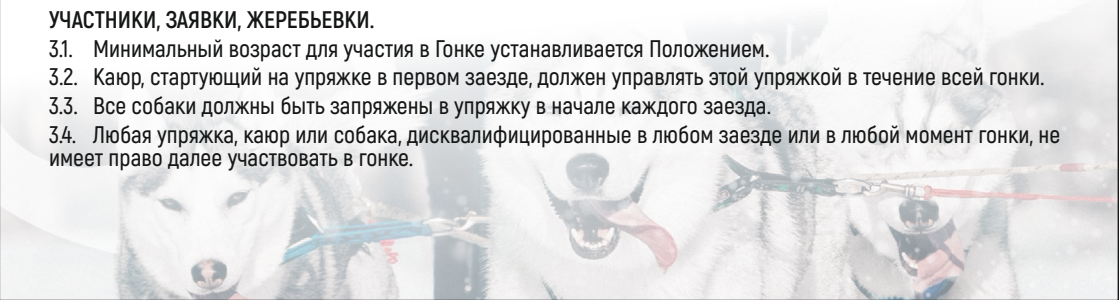 УЧАСТНИКИ, ЗАЯВКИ, ЖЕРЕБЬЕВКИ.
3.1. Минимальный возраст для участия в Гонке устанавливается Положением.
3.2. Каюр, стартующий на упряжке в первом заезде, должен управлять этой упряжкой в течение всей гонки.
3.3. Все собаки должны быть запряжены в упряжку в начале каждого заезда.
3.4. Любая упряжка, каюр или собака, дисквалифицированные в любом заезде или в любой момент гонки, не
имеет право далее участвовать в гонке.